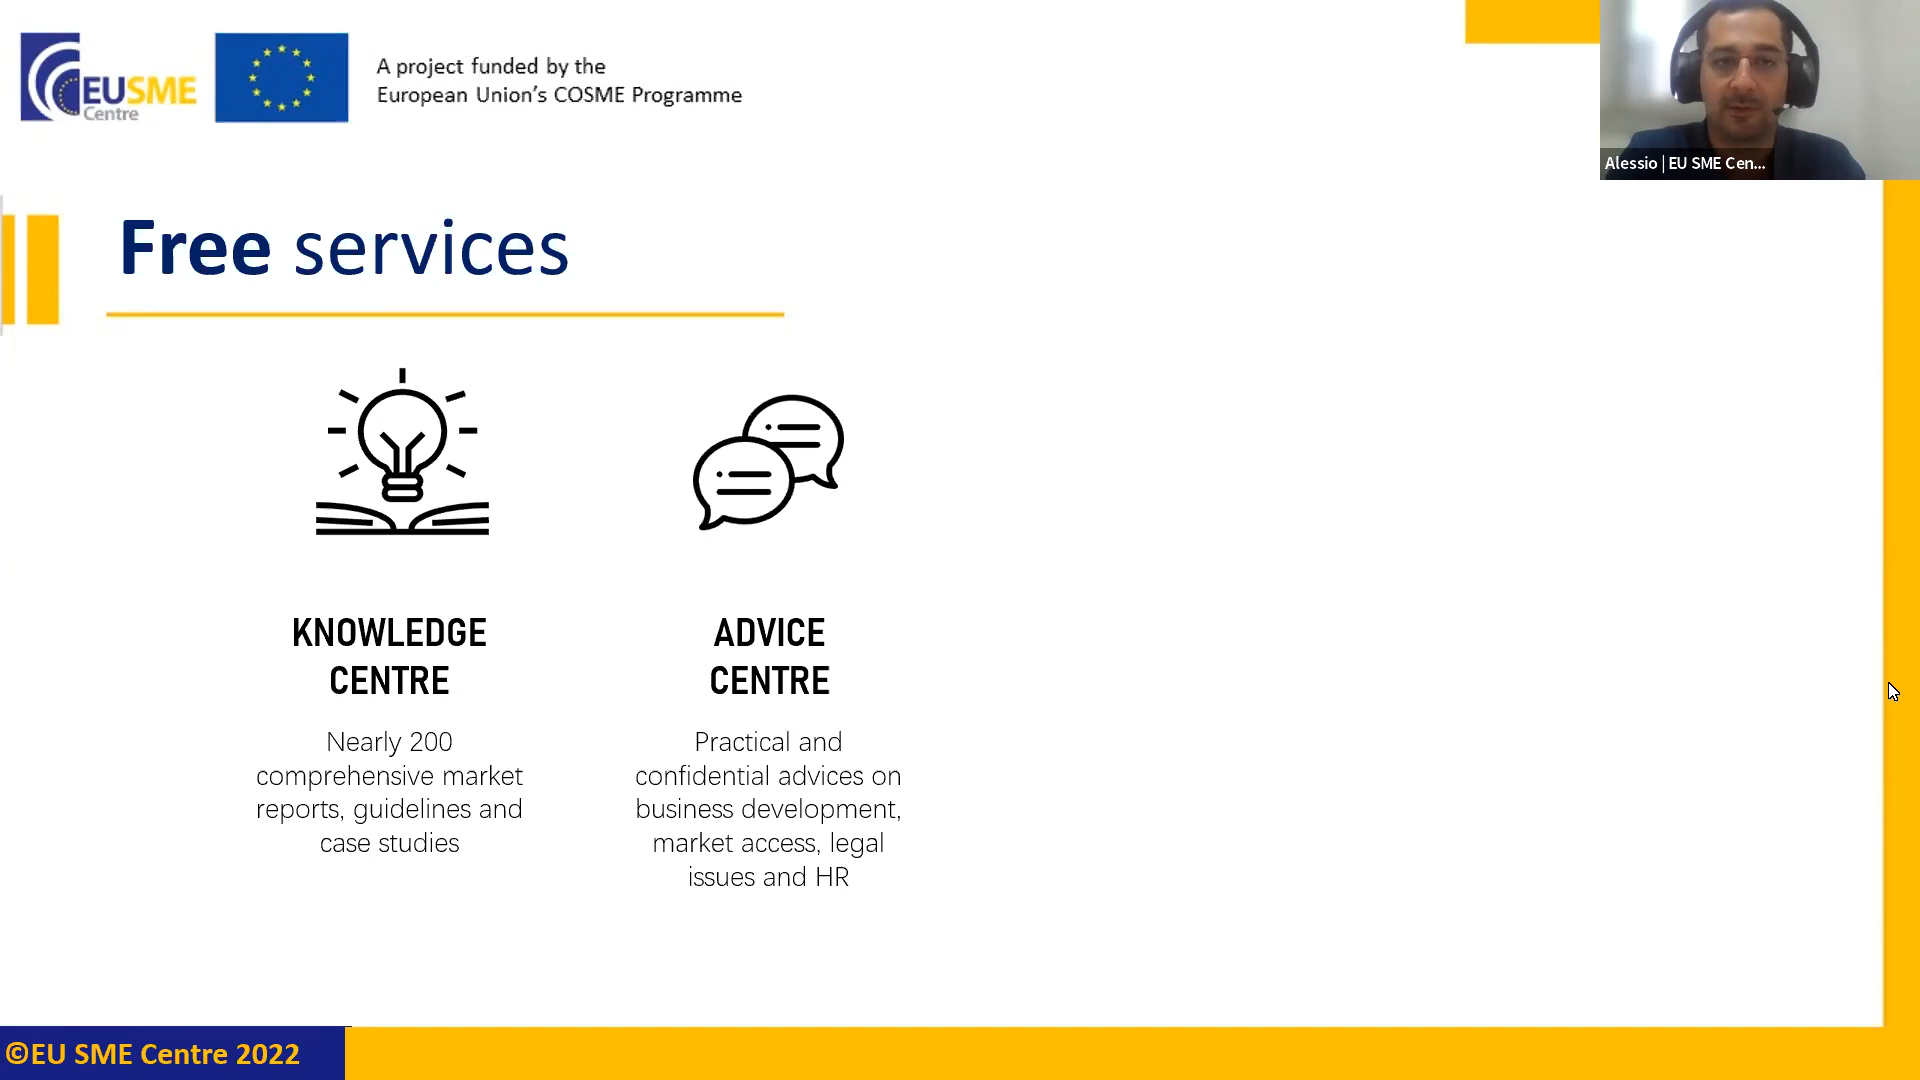 EUSME
Centre
A project funded by the
European Union's COSME Programme
Alessio | EU SME Cen...
Free services
KNOWLEDGE
CENTRE
Nearly 200
comprehensive market
reports, guidelines and
case studies
ADVICE
CENTRE
Practical and
confidential advices on
business development,
market access, legal
issues and HR
©EU SME Centre 2022